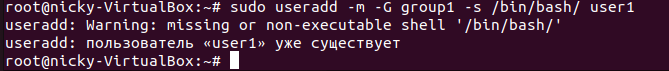 root@nicky-VirtualBox:~# sudo useradd -m -G group1 -s /bin/bash/ user1
useradd: Warning: missing or non-executable shell '/bin/bash/'
useradd: пользователь «user1» уже существует
root@nicky-VirtualBox:~#